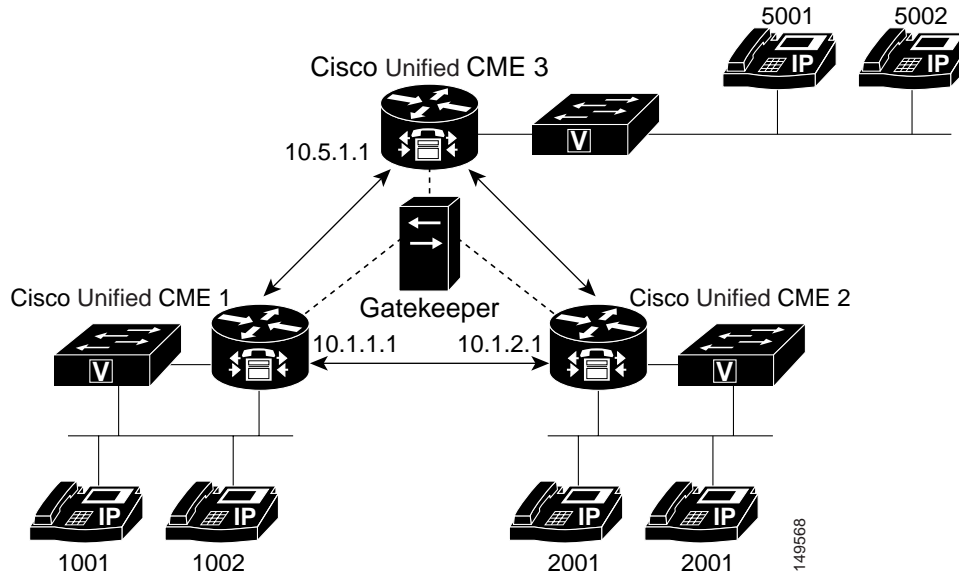 5001 5002
Cisco Unified CME 3
IP IP
V
10.5.1.1
Gatekeeper
Cisco Unified CME 1
Cisco Unified CME 2
10.1.1.1 10.1.2.1
V V
IP IP IP IP
1001 1002 2001 2001
149568